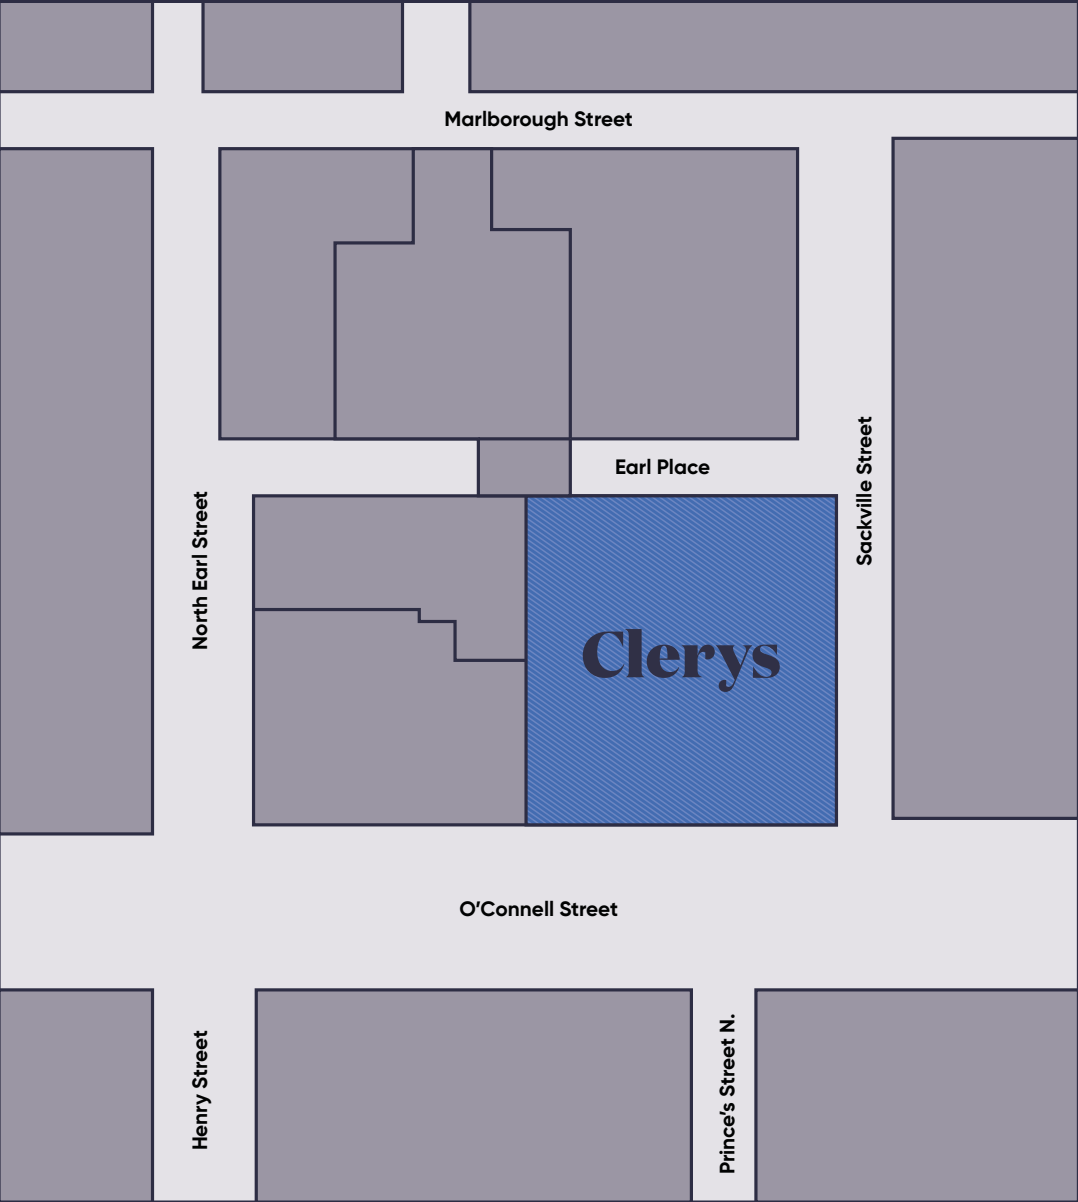 Marlborough Street
Earl Place
Sackville Street
North Earl Street
Clerys
O’Connell Street
Henry Street
Prince’s Street N.